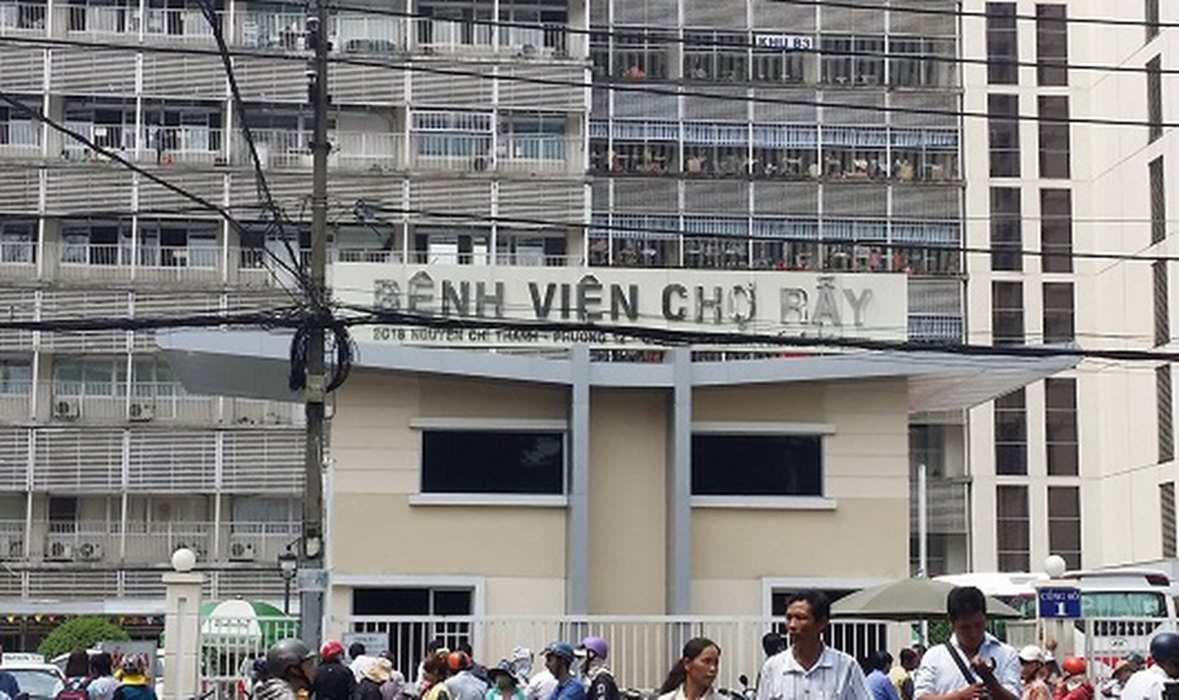 KHU B3
BỆNH VIỆN CHỢ RẪY
201B NGUYỄN CHÍ THANH - PHƯỜNG 12 -
CỔNG SỐ
1